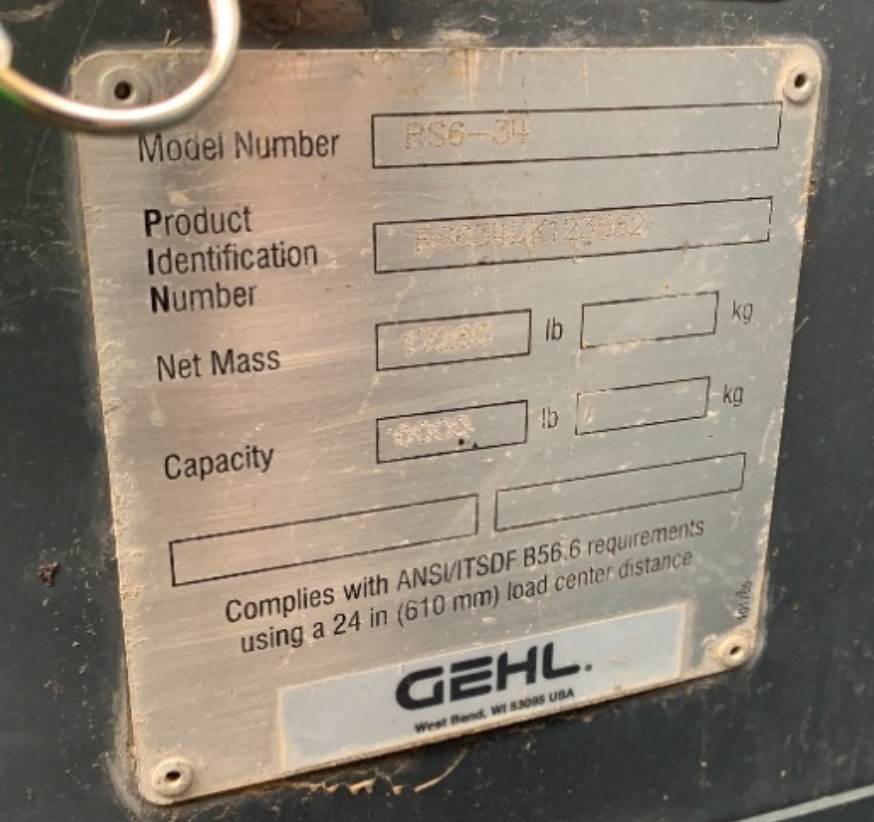 Model Number RS6-34
Product
Identification
Number
Net Mass lb kg
Capacity 6000 lb kg
Complies with ANSI/ITSDF B56.6 requirements
using a 24 in (610 mm) load center distance
GEHL.
West Bend, WI 53095 USA